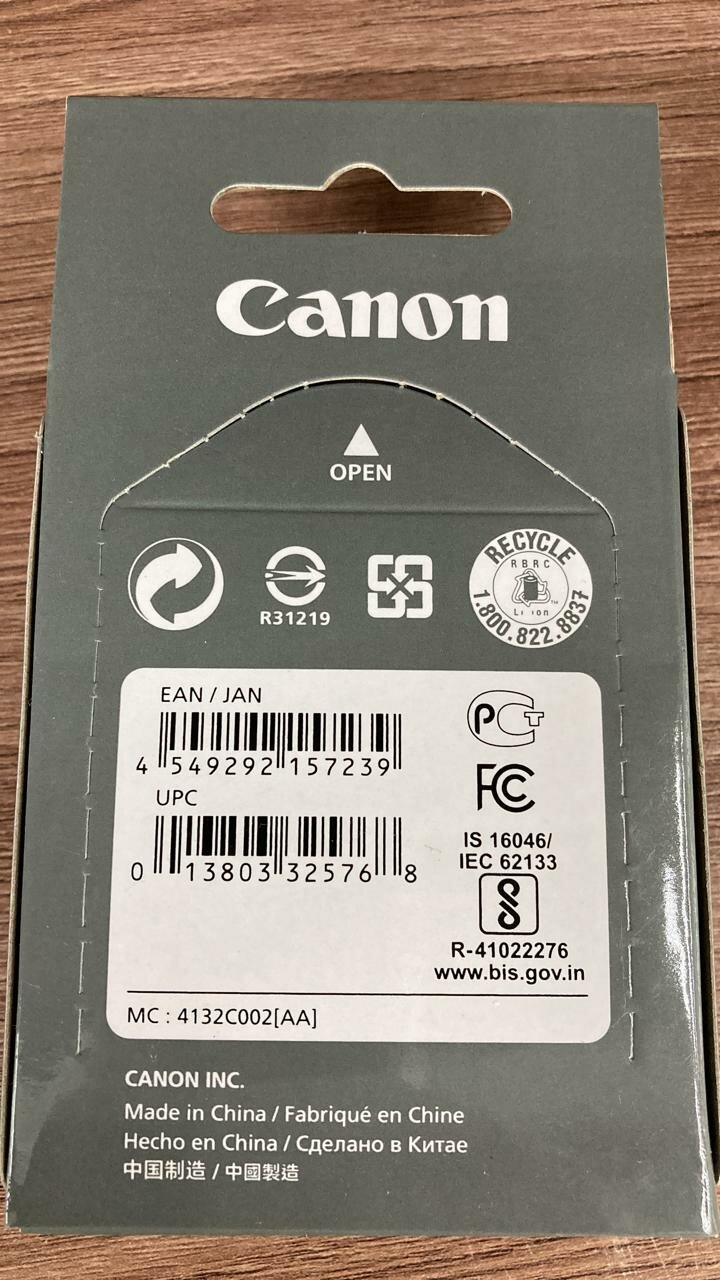 Canon
OPEN
R31219
RECYCLE
RBRC
Li ion
1.800.822.8837
EAN / JAN
4 549292 157239
UPC
0 13803 32576 8
PCT
FC
IS 16046/
IEC 62133
R-41022276
www.bis.gov.in
MC : 4132C002[AA]
CANON INC.
Made in China / Fabriqué en Chine
Hecho en China / Сделано в Китае
中国制造 / 中國製造